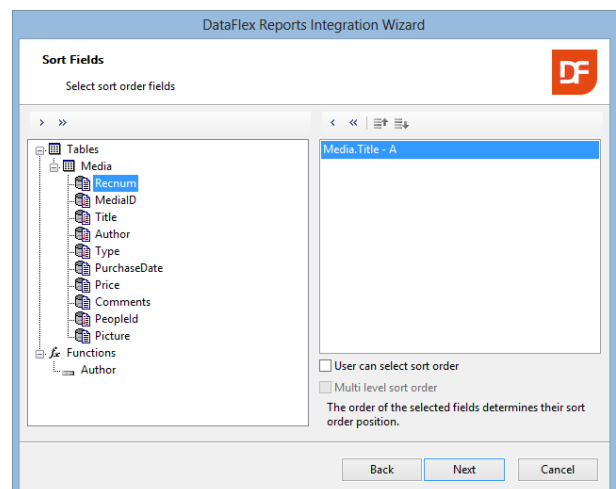 DataFlex Reports Integration Wizard
Sort Fields
Select sort order fields
DF
Tables
Media
Recnum
MediaID
Title
Author
Type
PurchaseDate
Price
Comments
PeopleId
Picture
fx Functions
Author
Media.Title - A
User can select sort order
Multi level sort order
The order of the selected fields determines their sort
order position.
Back Next Cancel